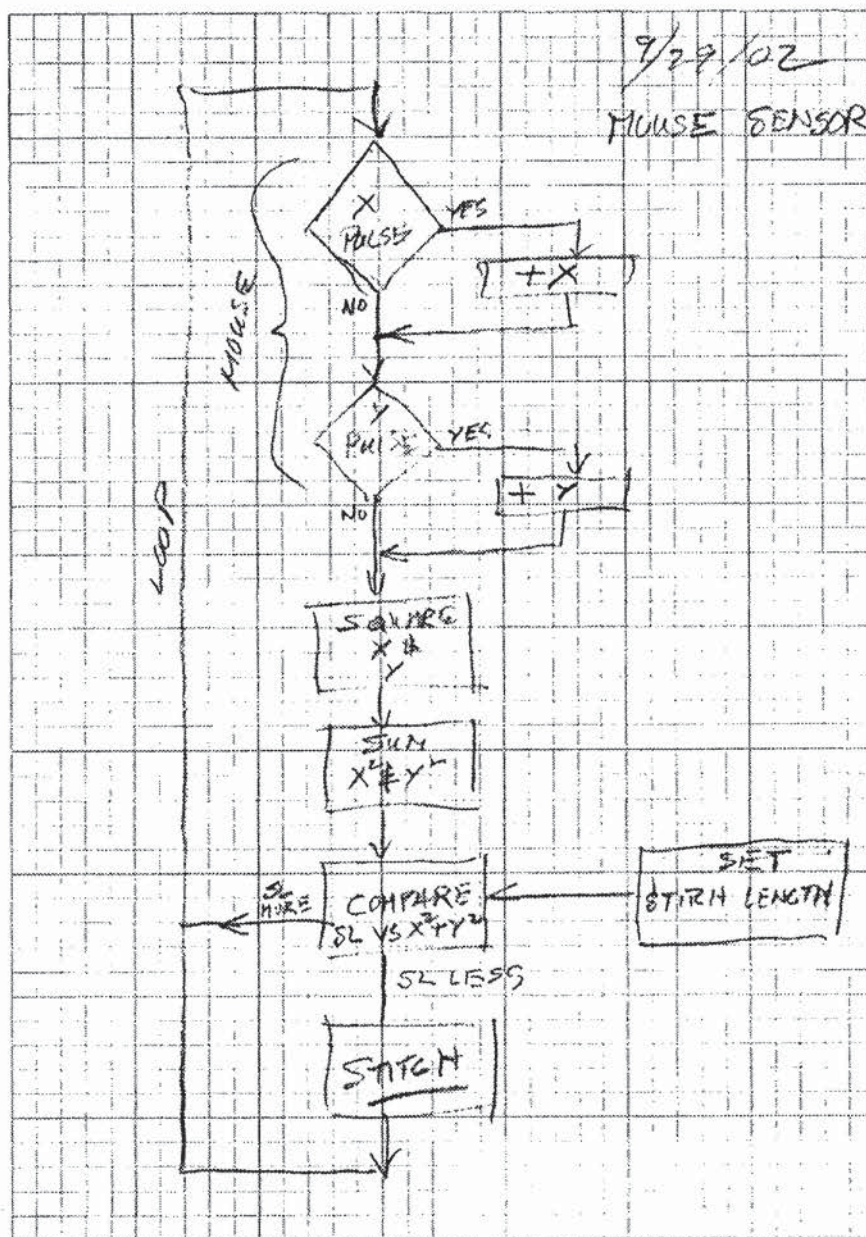 9/29/02
MOUSE SENSOR
X
PULSE
YES
+ X
NO
MOUSE
Y
PULSE
YES
+ Y
NO
LOOP
SQUARE
X &
Y
SUM
X² & Y²
SET
STITCH LENGTH
COMPARE
SL VS X²+Y²
SL
MORE
SL LESS
STITCH